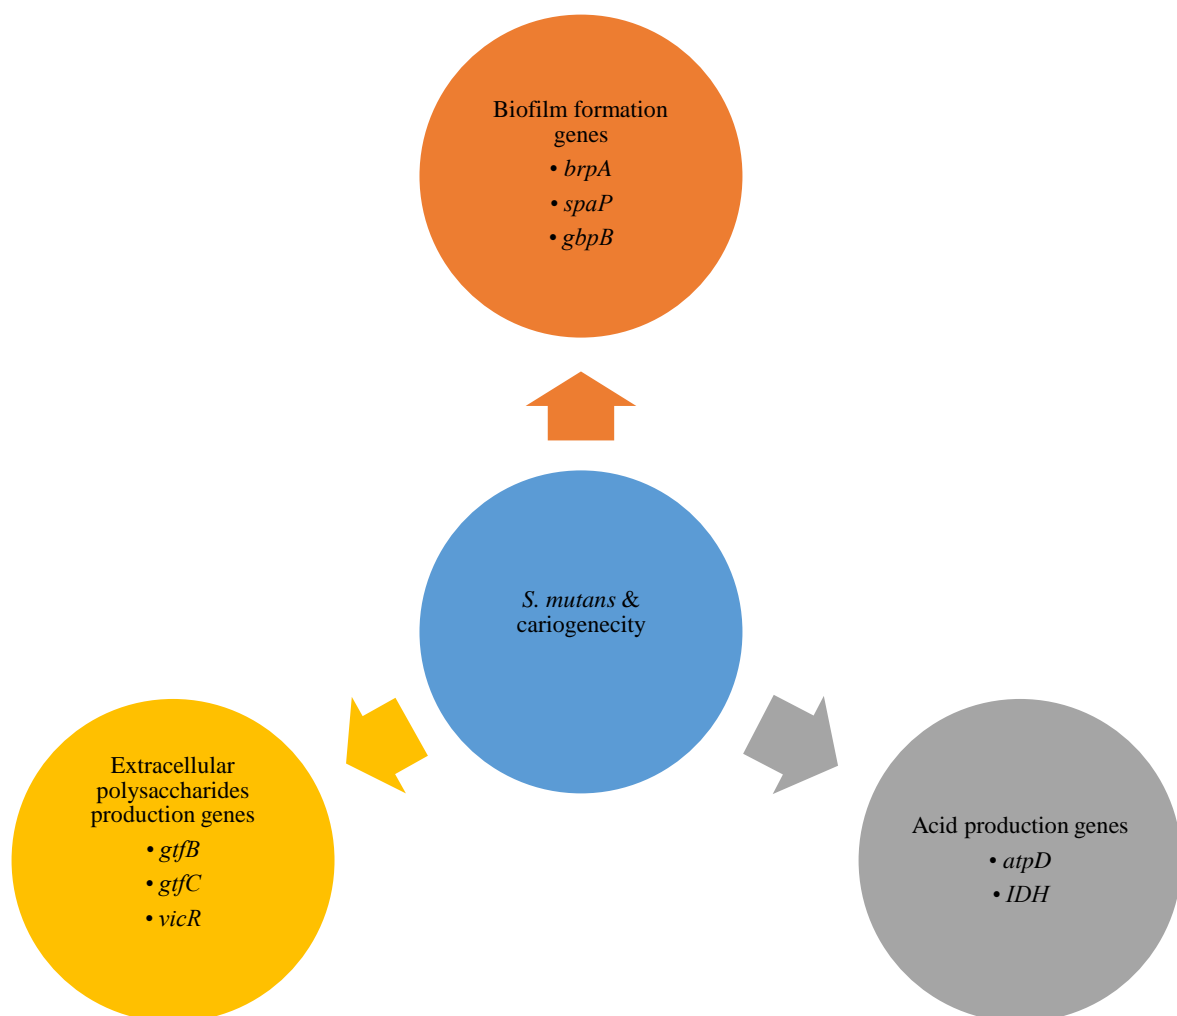 Biofilm formation
genes
• brpA
• spaP
• gbpB
S. mutans &
cariogenecity
Extracellular
polysaccharides
production genes
• gtfB
• gtfC
• vicR
Acid production genes
• atpD
• IDH